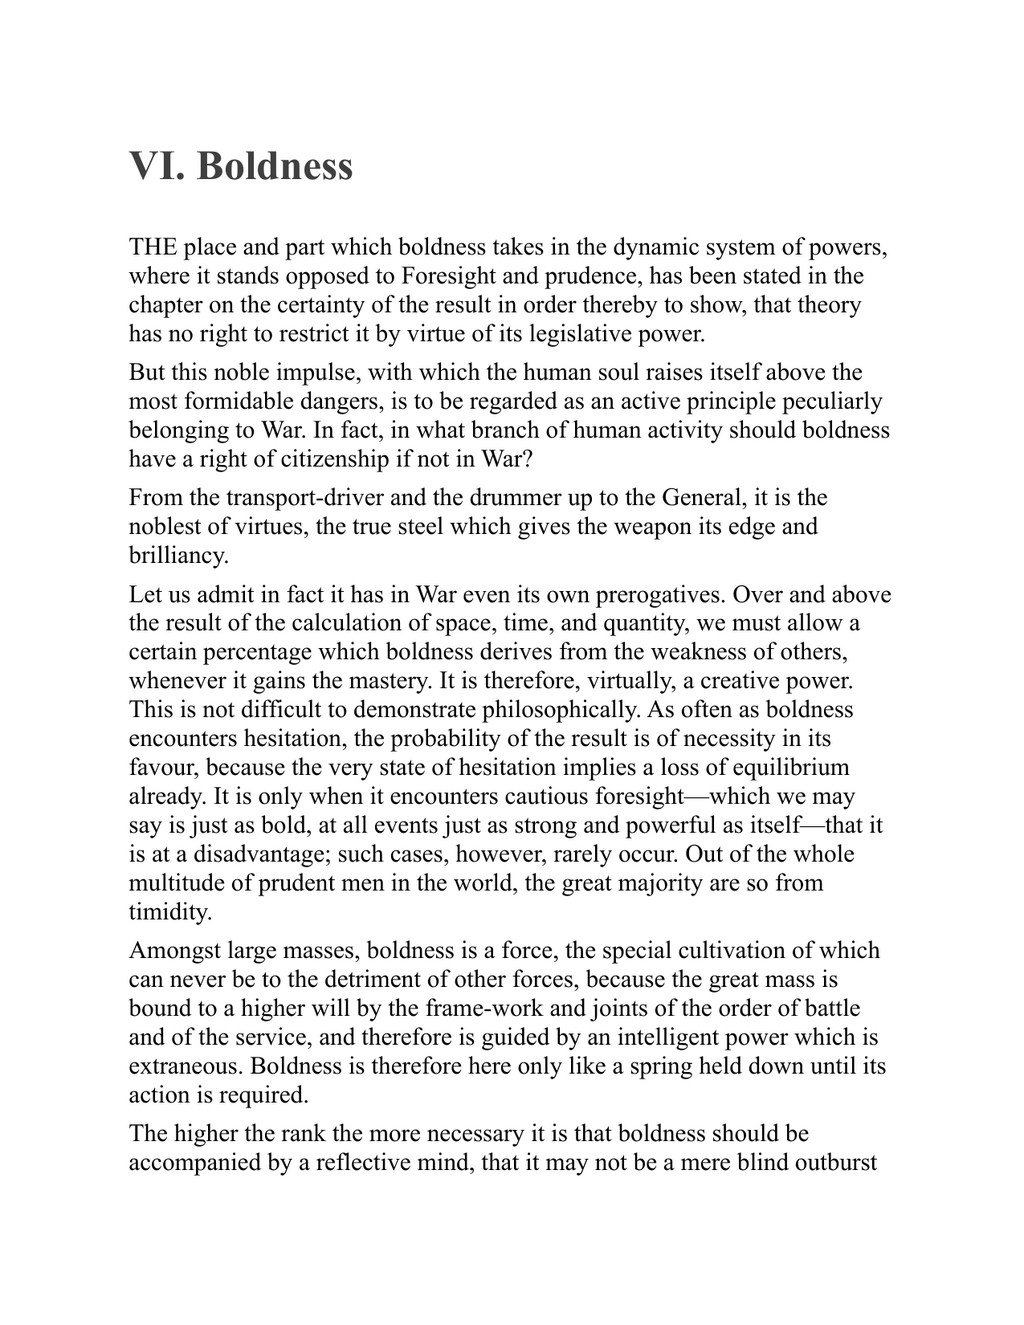 VI. Boldness
THE place and part which boldness takes in the dynamic system of powers,
where it stands opposed to Foresight and prudence, has been stated in the
chapter on the certainty of the result in order thereby to show, that theory
has no right to restrict it by virtue of its legislative power.
But this noble impulse, with which the human soul raises itself above the
most formidable dangers, is to be regarded as an active principle peculiarly
belonging to War. In fact, in what branch of human activity should boldness
have a right of citizenship if not in War?
From the transport-driver and the drummer up to the General, it is the
noblest of virtues, the true steel which gives the weapon its edge and
brilliancy.
Let us admit in fact it has in War even its own prerogatives. Over and above
the result of the calculation of space, time, and quantity, we must allow a
certain percentage which boldness derives from the weakness of others,
whenever it gains the mastery. It is therefore, virtually, a creative power.
This is not difficult to demonstrate philosophically. As often as boldness
encounters hesitation, the probability of the result is of necessity in its
favour, because the very state of hesitation implies a loss of equilibrium
already. It is only when it encounters cautious foresight—which we may
say is just as bold, at all events just as strong and powerful as itself—that it
is at a disadvantage; such cases, however, rarely occur. Out of the whole
multitude of prudent men in the world, the great majority are so from
timidity.
Amongst large masses, boldness is a force, the special cultivation of which
can never be to the detriment of other forces, because the great mass is
bound to a higher will by the frame-work and joints of the order of battle
and of the service, and therefore is guided by an intelligent power which is
extraneous. Boldness is therefore here only like a spring held down until its
action is required.
The higher the rank the more necessary it is that boldness should be
accompanied by a reflective mind, that it may not be a mere blind outburst